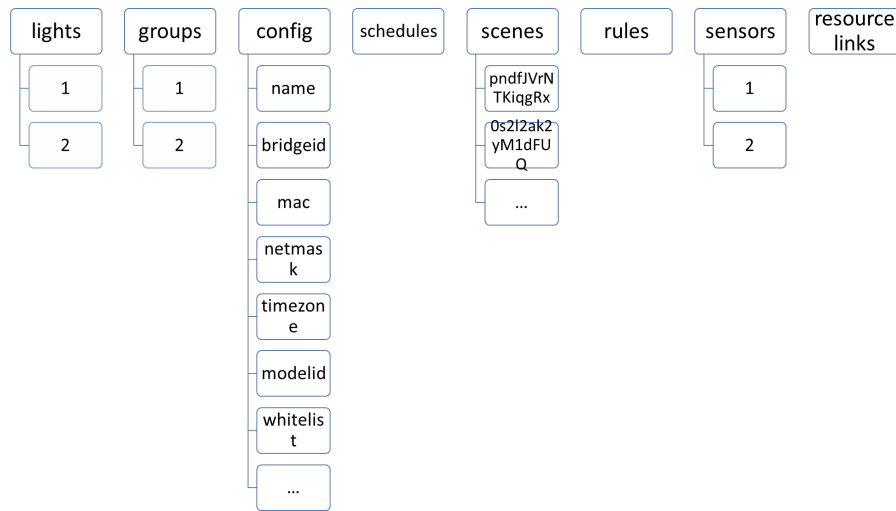 lights
groups
config
schedules
scenes
rules
sensors
resource
links
1
2
1
2
name
bridgeid
mac
netmas
k
timezon
e
modelid
whitelis
t
...
pndfJVrN
TKiqgRx
0s2l2ak2
yM1dFU
Q
...
1
2